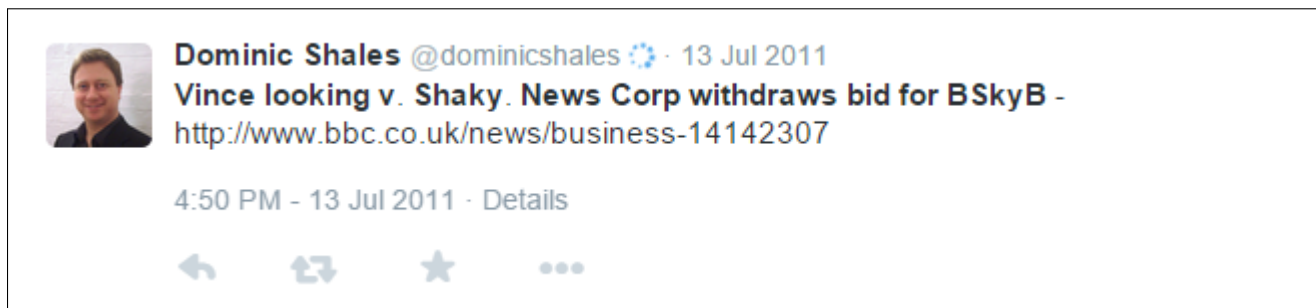 Dominic Shales @dominicshales · 13 Jul 2011
Vince looking v. Shaky. News Corp withdraws bid for BSkyB -
http://www.bbc.co.uk/news/business-14142307
4:50 PM - 13 Jul 2011 · Details